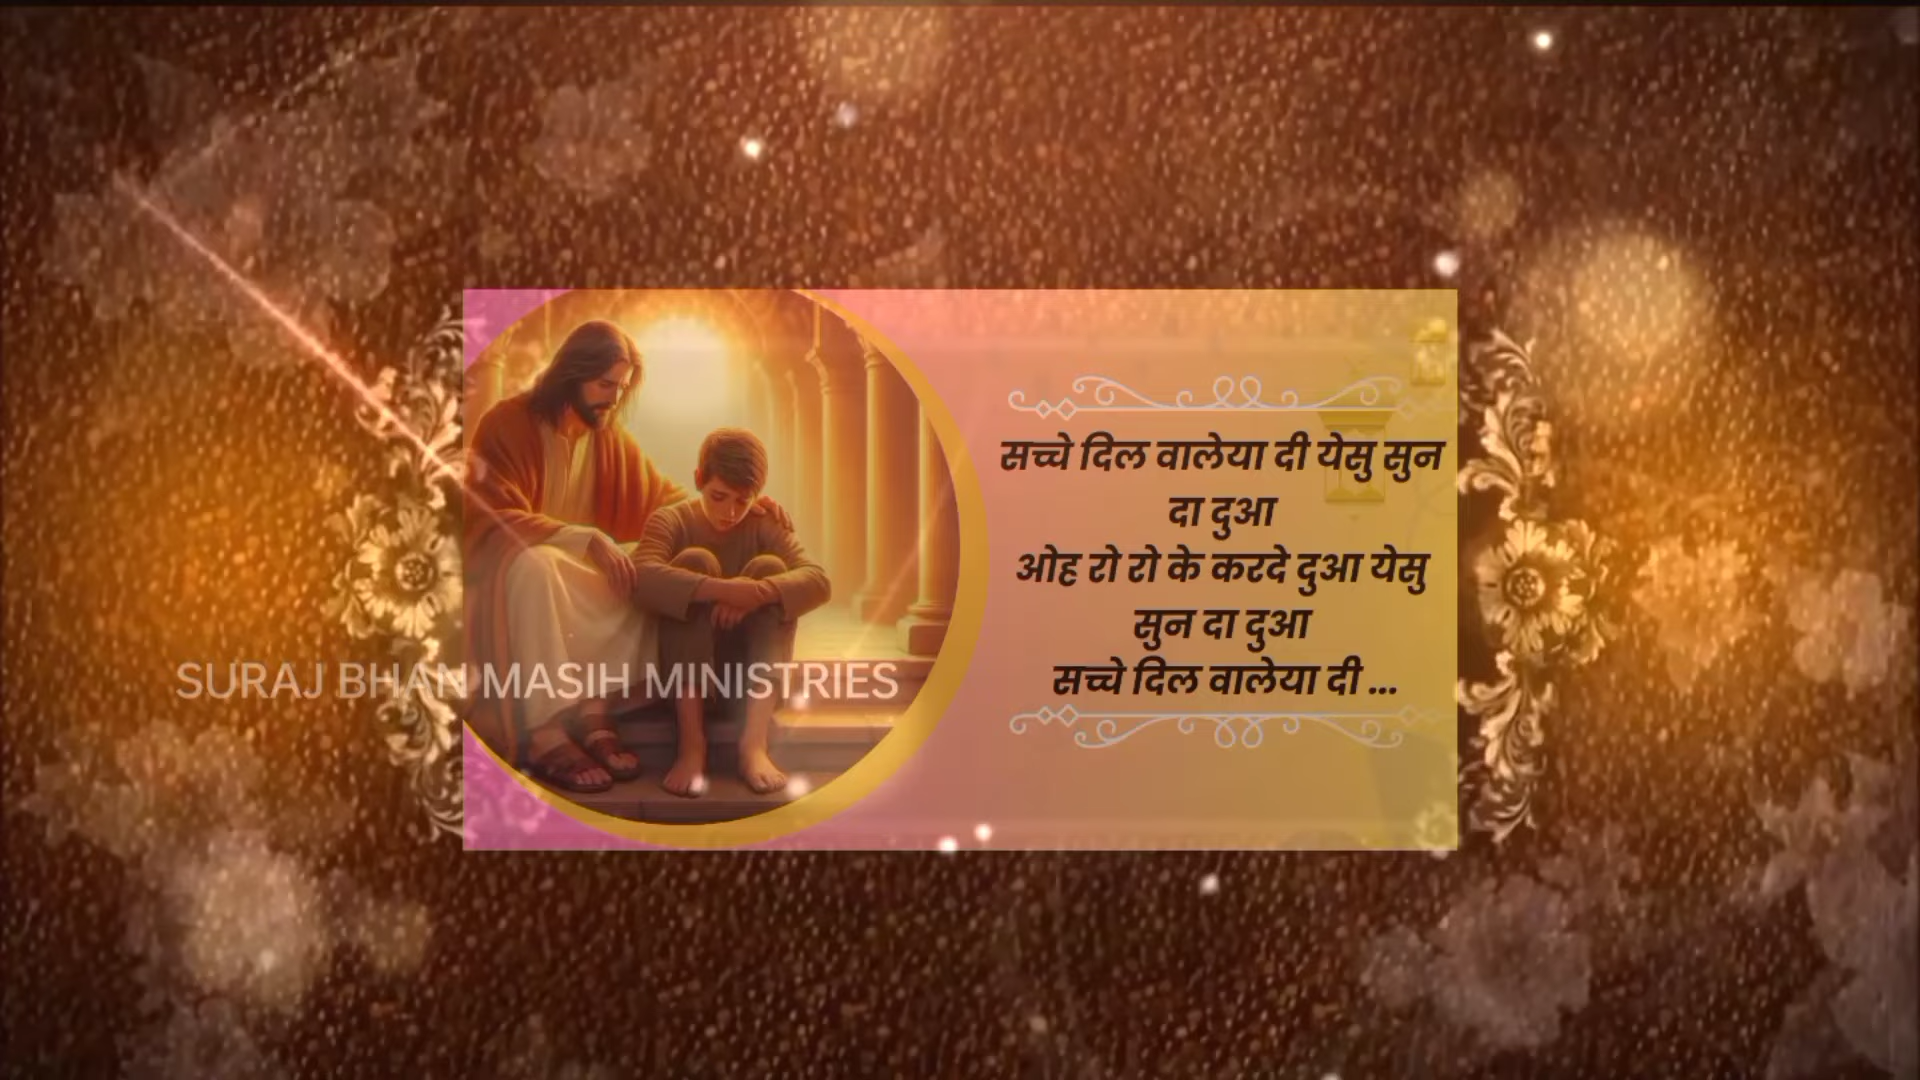 सच्चे दिल वालेया दी येसु सुन
दा दुआ
ओह रो रो के करदे दुआ येसु
सुन दा दुआ
सच्चे दिल वालेया दी ...
SURAJ BHAN MASIH MINISTRIES